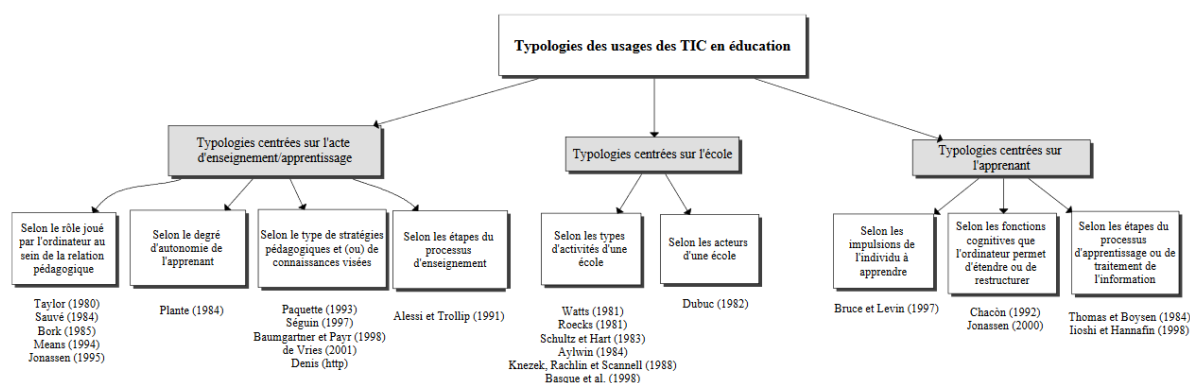 Typologies des usages des TIC en éducation
Typologies centrées sur l'acte
d'enseignement/apprentissage
Typologies centrées sur l'école
Typologies centrées sur
l'apprenant
Selon le rôle joué
par l'ordinateur au
sein de la relation
pédagogique
Selon le degré
d'autonomie de
l'apprenant
Selon le type de stratégies
pédagogiques et (ou) de
connaissances visées
Selon les étapes du
processus
d'enseignement
Selon les types
d'activités d'une
école
Selon les acteurs
d'une école
Selon les
impulsions de
l'individu à
apprendre
Selon les fonctions
cognitives que
l'ordinateur permet
d'étendre ou de
restructurer
Selon les étapes du
processus
d'apprentissage ou de
traitement de
l'information
Taylor (1980)
Sauvé (1984)
Bork (1985)
Means (1994)
Jonassen (1995)
Plante (1984)
Paquette (1993)
Séguin (1997)
Baumgartner et Payr (1998)
de Vries (2001)
Denis (http)
Alessi et Trollip (1991)
Watts (1981)
Roecks (1981)
Schultz et Hart (1983)
Aylwin (1984)
Knezek, Rachlin et Scannell (1988)
Basque et al. (1998)
Dubuc (1982)
Bruce et Levin (1997)
Chacòn (1992)
Jonassen (2000)
Thomas et Boysen (1984)
Iioshi et Hannafin (1998)